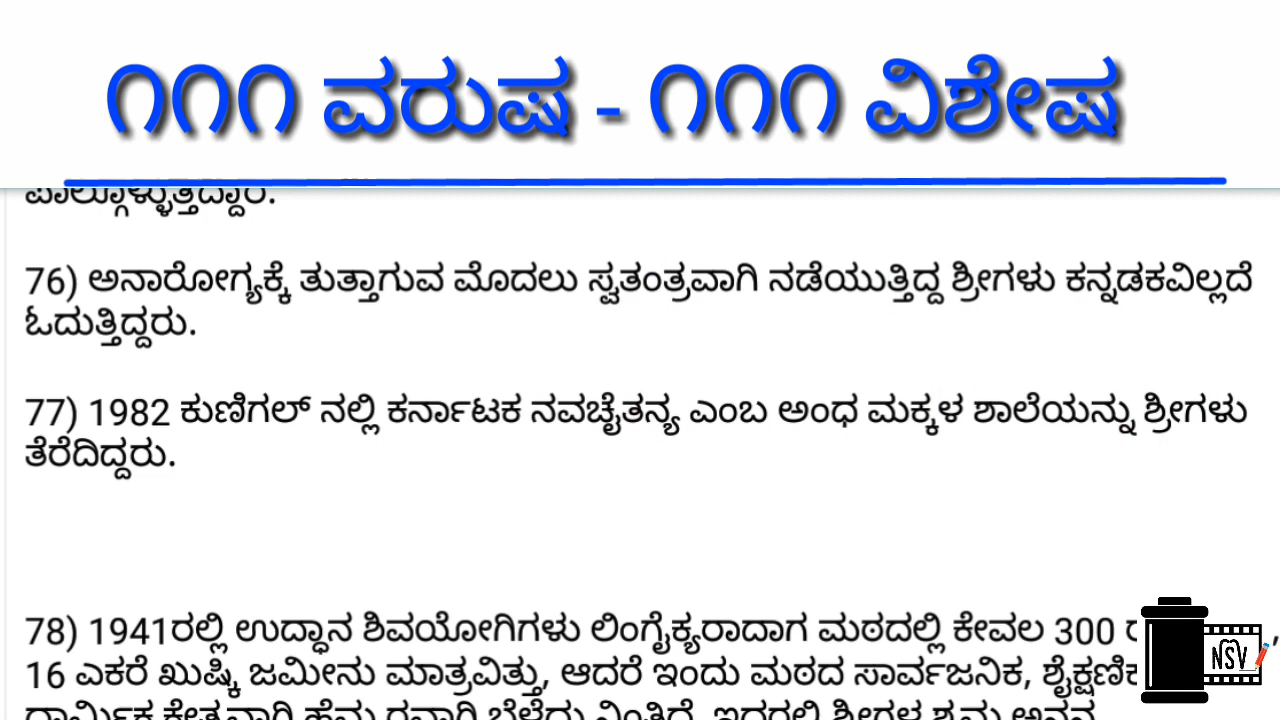 ೧೧೧ ವರುಷ - ೧೧೧ ವಿಶೇಷ
ಪಾಲ್ಗೊಳ್ಳುತ್ತಿದ್ದಾರೆ.
76) ಅನಾರೋಗ್ಯಕ್ಕೆ ತುತ್ತಾಗುವ ಮೊದಲು ಸ್ವತಂತ್ರವಾಗಿ ನಡೆಯುತ್ತಿದ್ದ ಶ್ರೀಗಳು ಕನ್ನಡಕವಿಲ್ಲದೆ
ಓದುತ್ತಿದ್ದರು.
77) 1982 ಕುಣಿಗಲ್ ನಲ್ಲಿ ಕರ್ನಾಟಕ ನವಚೈತನ್ಯ ಎಂಬ ಅಂಧ ಮಕ್ಕಳ ಶಾಲೆಯನ್ನು ಶ್ರೀಗಳು
ತೆರೆದಿದ್ದರು.
78) 1941ರಲ್ಲಿ ಉದ್ಧಾನ ಶಿವಯೋಗಿಗಳು ಲಿಂಗೈಕ್ಯರಾದಾಗ ಮಠದಲ್ಲಿ ಕೇವಲ 300
16 ಎಕರೆ ಖುಷ್ಕಿ ಜಮೀನು ಮಾತ್ರವಿತ್ತು, ಆದರೆ ಇಂದು ಮಠದ ಸಾರ್ವಜನಿಕ,
NSV